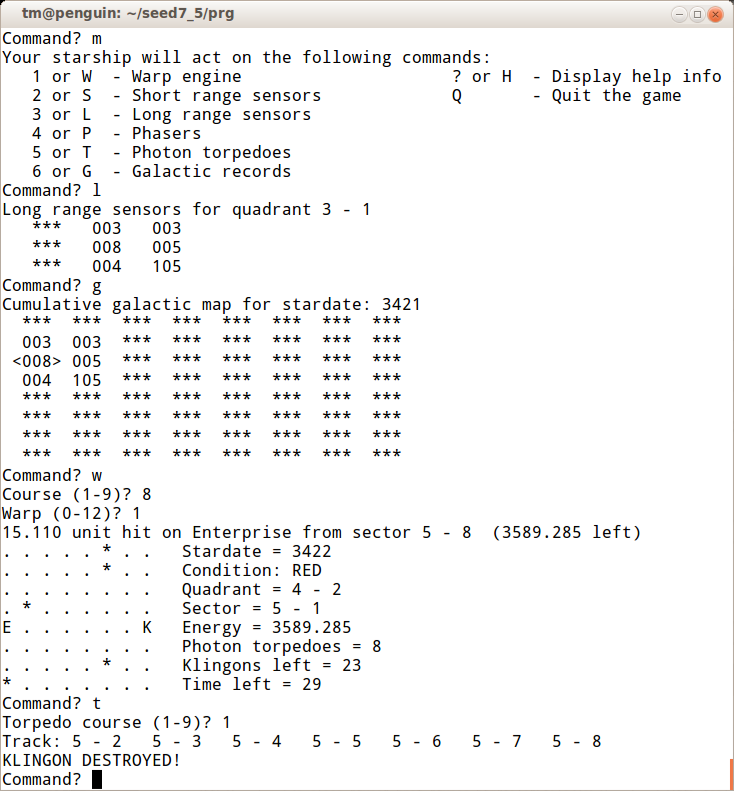 tm@penguin: ~/seed7_5/prg
Command? m
Your starship will act on the following commands:
   1 or W  - Warp engine                     ? or H  - Display help info
   2 or S  - Short range sensors             Q       - Quit the game
   3 or L  - Long range sensors
   4 or P  - Phasers
   5 or T  - Photon torpedoes
   6 or G  - Galactic records
Command? l
Long range sensors for quadrant 3 - 1
   ***   003   003
   ***   008   005
   ***   004   105
Command? g
Cumulative galactic map for stardate: 3421
  ***  ***  ***  ***  ***  ***  ***  ***
  003  003  ***  ***  ***  ***  ***  ***
 <008> 005  ***  ***  ***  ***  ***  ***
  004  105  ***  ***  ***  ***  ***  ***
  ***  ***  ***  ***  ***  ***  ***  ***
  ***  ***  ***  ***  ***  ***  ***  ***
  ***  ***  ***  ***  ***  ***  ***  ***
  ***  ***  ***  ***  ***  ***  ***  ***
Command? w
Course (1-9)? 8
Warp (0-12)? 1
15.110 unit hit on Enterprise from sector 5 - 8  (3589.285 left)
. . . . . * . .   Stardate = 3422
. . . . . * . .   Condition: RED
. . . . . . . .   Quadrant = 4 - 2
. * . . . . . .   Sector = 5 - 1
E . . . . . . K   Energy = 3589.285
. . . . . . . .   Photon torpedoes = 8
. . . . . * . .   Klingons left = 23
* . . . . . . .   Time left = 29
Command? t
Torpedo course (1-9)? 1
Track: 5 - 2   5 - 3   5 - 4   5 - 5   5 - 6   5 - 7   5 - 8
KLINGON DESTROYED!
Command?